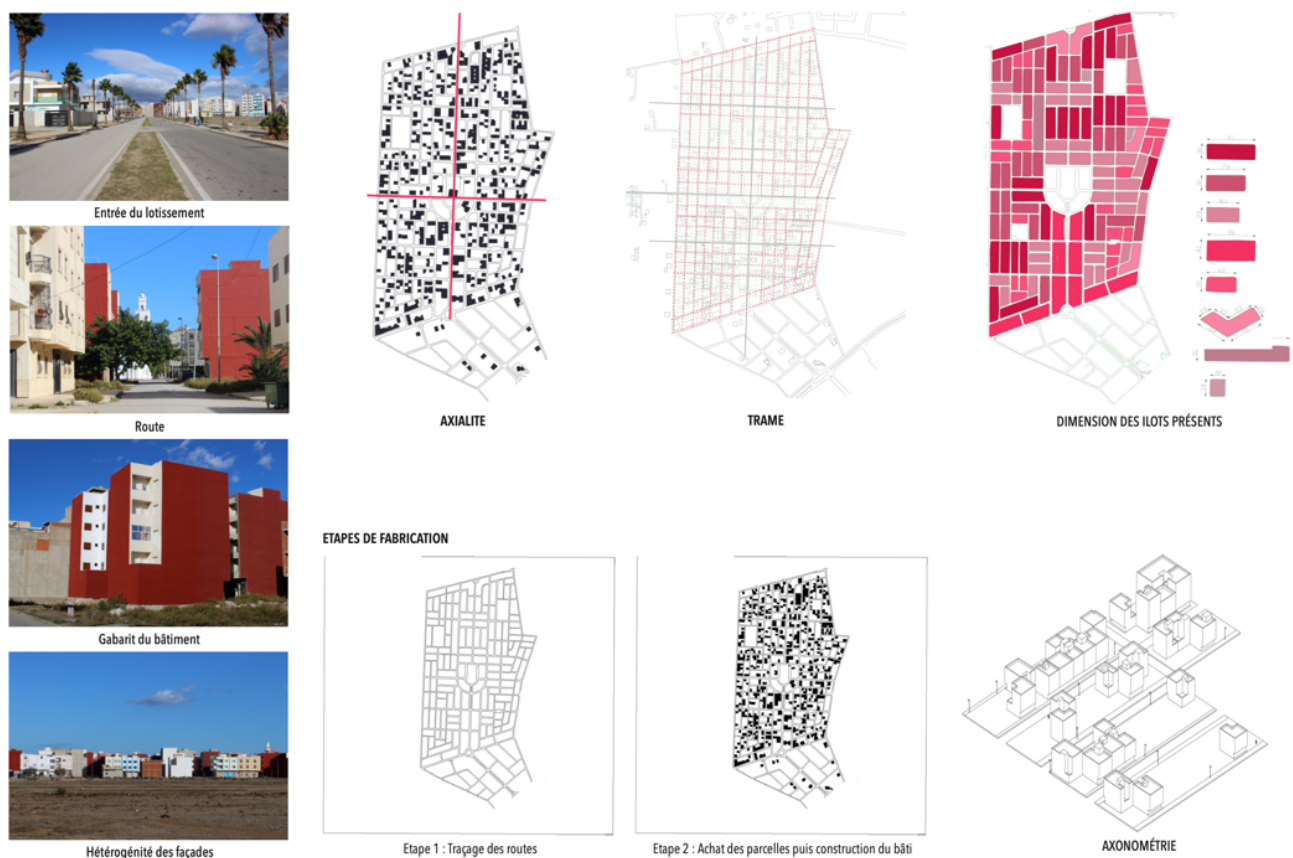 Entrée du lotissement
Route
Gabarit du bâtiment
Hétérogénité des façades
AXIALITE
TRAME
DIMENSION DES ILOTS PRÉSENTS
ETAPES DE FABRICATION
Etape 1 : Traçage des routes
Etape 2 : Achat des parcelles puis construction du bâti
AXONOMÉTRIE